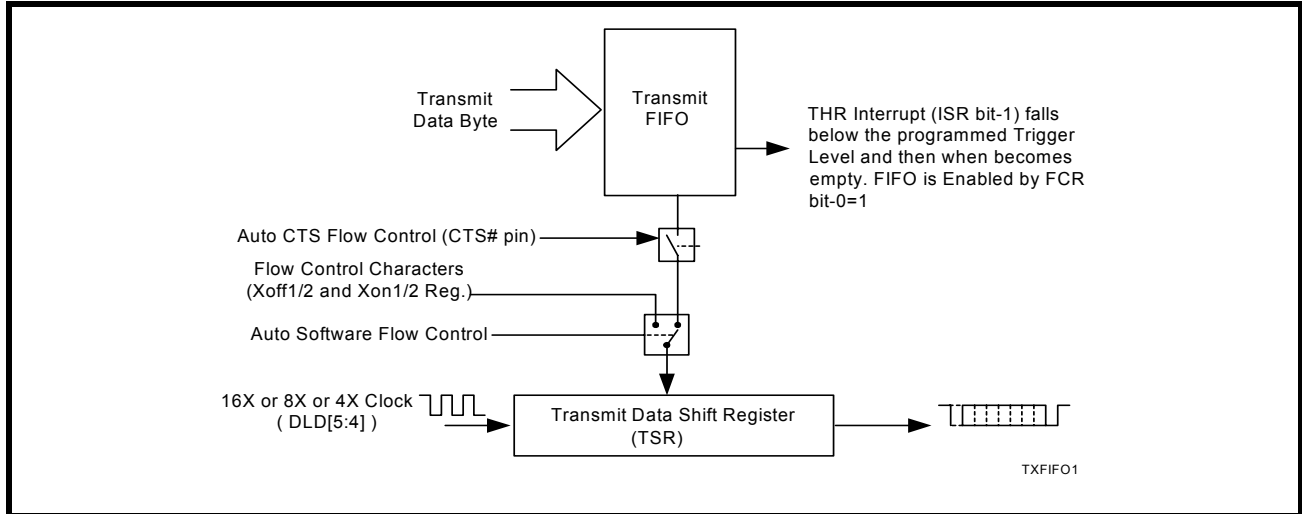 Transmit
Data Byte
Transmit
FIFO
THR Interrupt (ISR bit-1) falls
below the programmed Trigger
Level and then when becomes
empty. FIFO is Enabled by FCR
bit-0=1
Auto CTS Flow Control (CTS# pin)
Flow Control Characters
(Xoff1/2 and Xon1/2 Reg.)
Auto Software Flow Control
16X or 8X or 4X Clock
( DLD[5:4] )
Transmit Data Shift Register
(TSR)
TXFIFO1